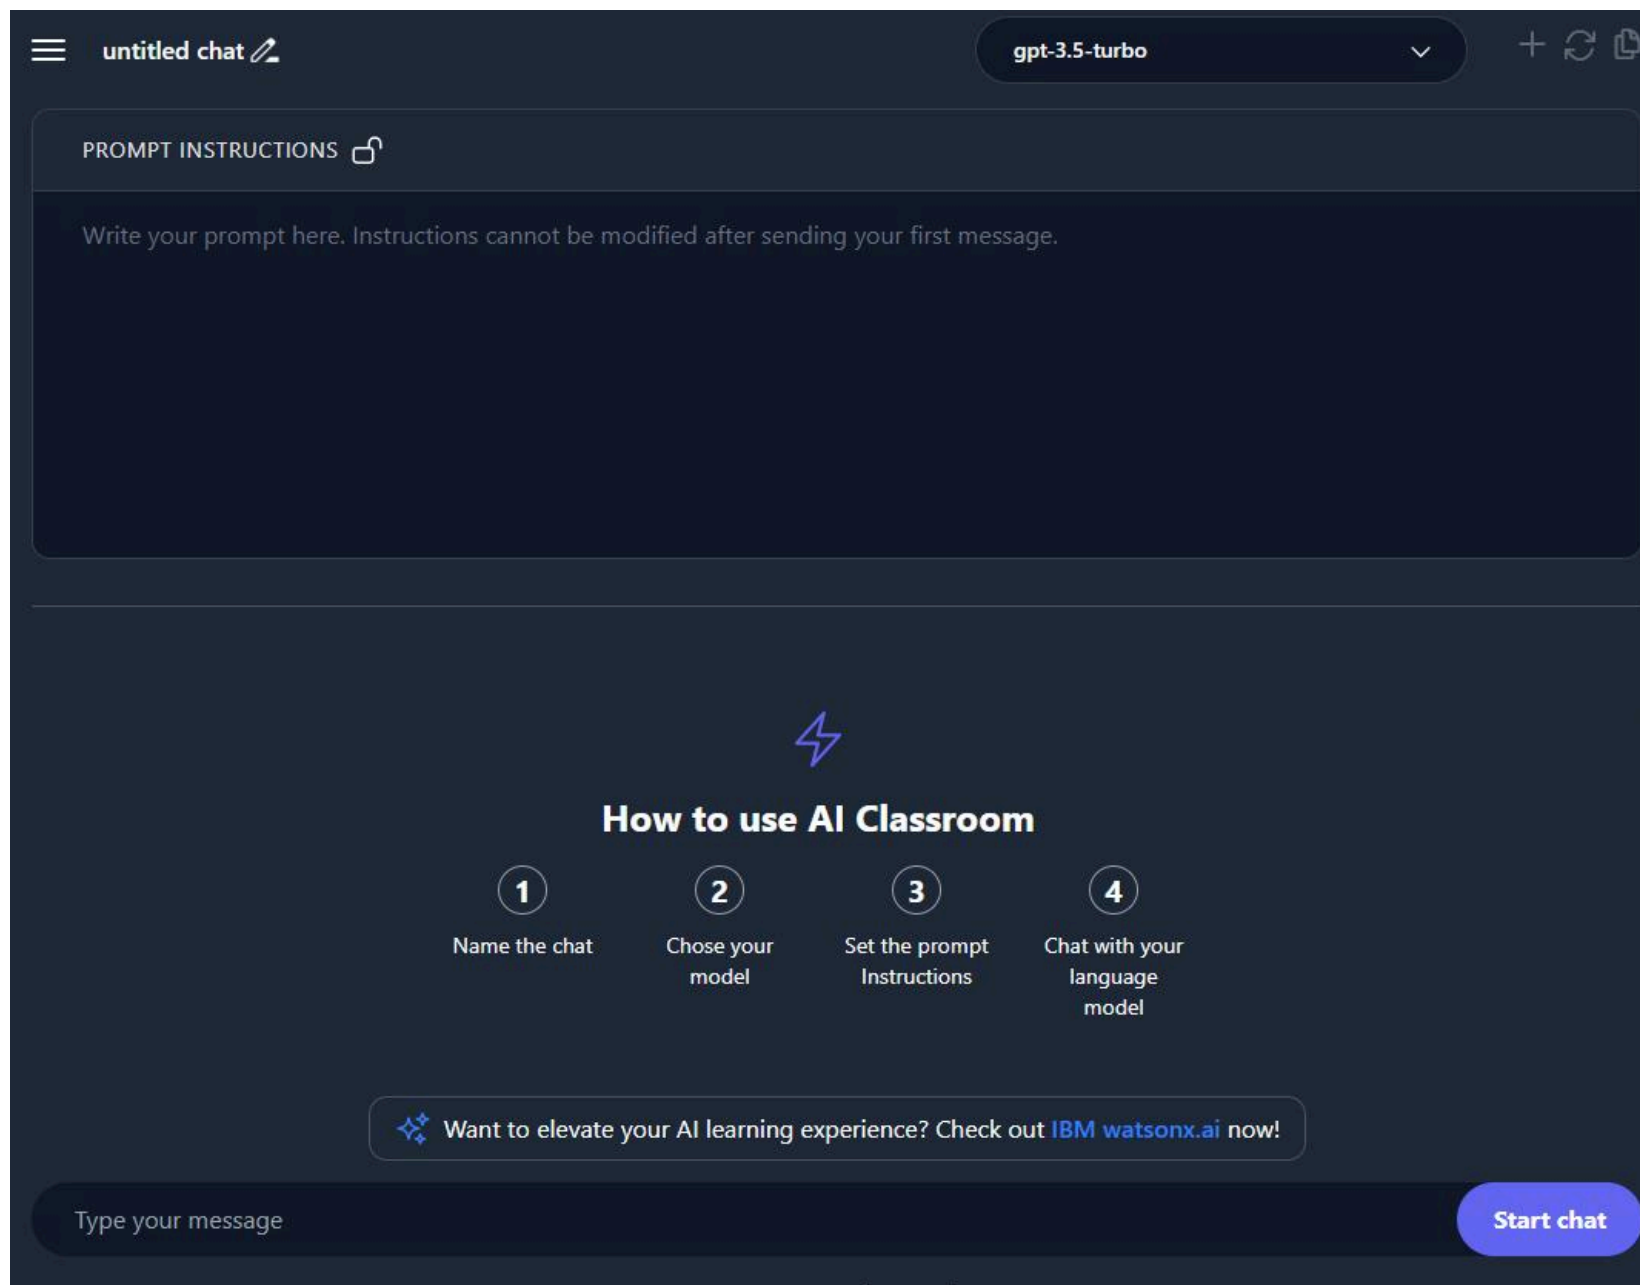 untitled chat
gpt-3.5-turbo
PROMPT INSTRUCTIONS
Write your prompt here. Instructions cannot be modified after sending your first message.
How to use AI Classroom
1
Name the chat
2
Chose your
model
3
Set the prompt
Instructions
4
Chat with your
language
model
Want to elevate your AI learning experience? Check out IBM watsonx.ai now!
Type your message
Start chat